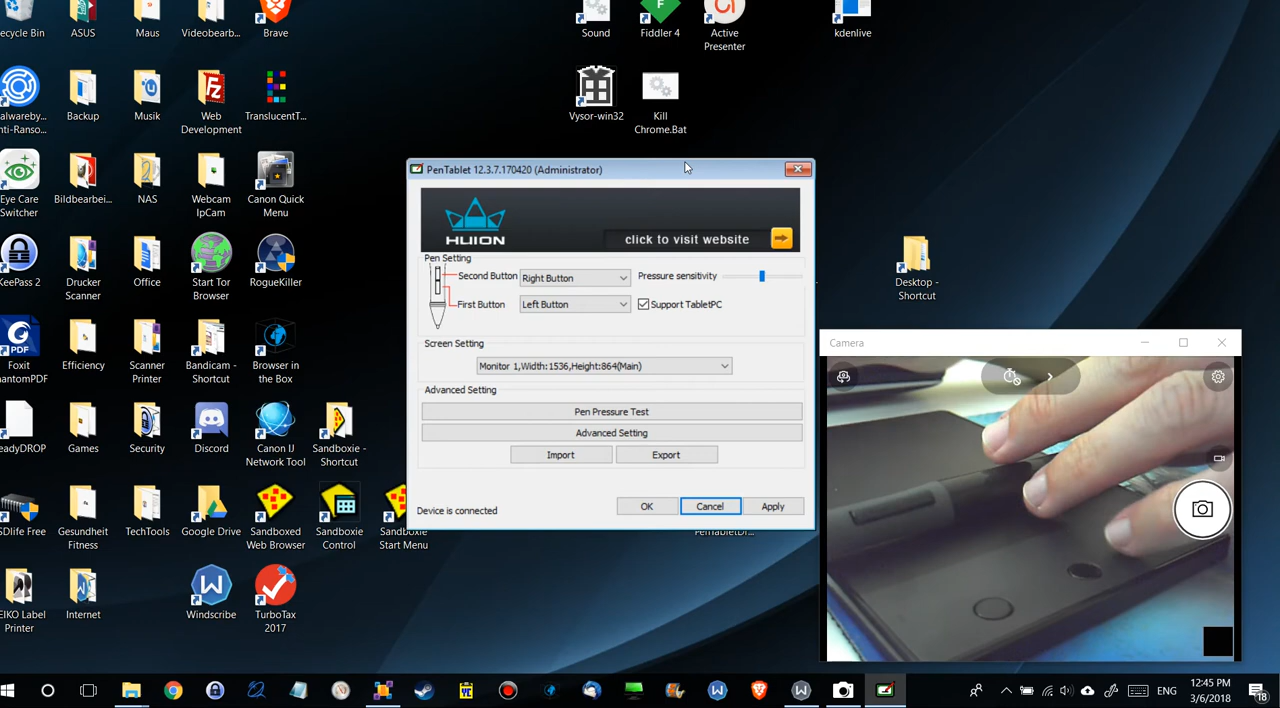 ecycle Bin
ASUS
Maus
Videobearb...
Brave
Sound
Fiddler 4
Active
Presenter
kdenlive
alwareby...
nti-Ranso...
Backup
Musik
Web
Development
TranslucentT...
Vysor-win32
Kill
Chrome.Bat
Eye Care
Switcher
Bildbearbei...
NAS
Webcam
IpCam
Canon Quick
Menu
KeePass 2
Drucker
Scanner
Office
Start Tor
Browser
RogueKiller
Desktop -
Shortcut
Foxit
hantomPDF
Efficiency
Scanner
Printer
Bandicam -
Shortcut
Browser in
the Box
eadyDROP
Games
Security
Discord
Canon IJ
Network Tool
Sandboxie -
Shortcut
SDlife Free
Gesundheit
Fitness
TechTools
Google Drive
Sandboxed
Web Browser
Sandboxie
Control
Sandboxie
Start Menu
PenTabletDr...
EIKO Label
Printer
Internet
Windscribe
TurboTax
2017
PenTablet 12.3.7.170420 (Administrator)
HUION
click to visit website
Pen Setting
Second Button
Right Button
Pressure sensitivity
First Button
Left Button
Support TabletPC
Screen Setting
Monitor 1,Width:1536,Height:864(Main)
Advanced Setting
Pen Pressure Test
Advanced Setting
Import
Export
Device is connected
OK
Cancel
Apply
Camera
ENG
12:45 PM
3/6/2018
18